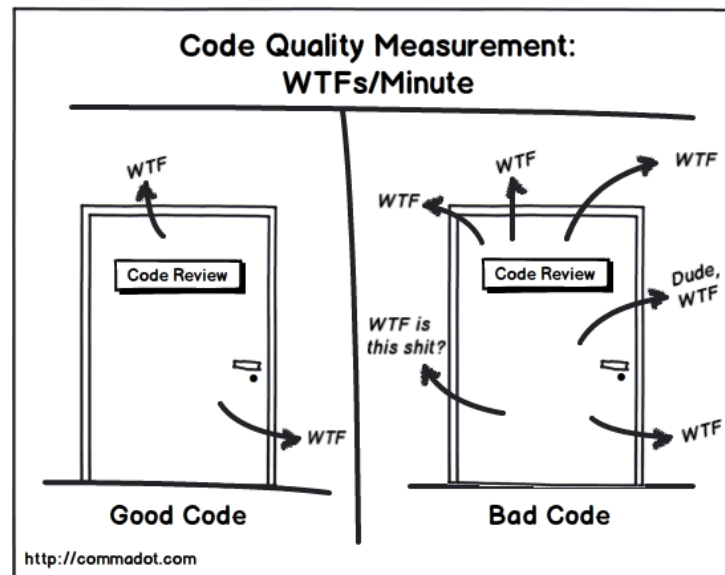 Code Quality Measurement:
WTFs/Minute
WTF
Code Review
WTF
Good Code
WTF
WTF
WTF
Code Review
Dude,
WTF
WTF is
this shit?
WTF
Bad Code
http://commadot.com